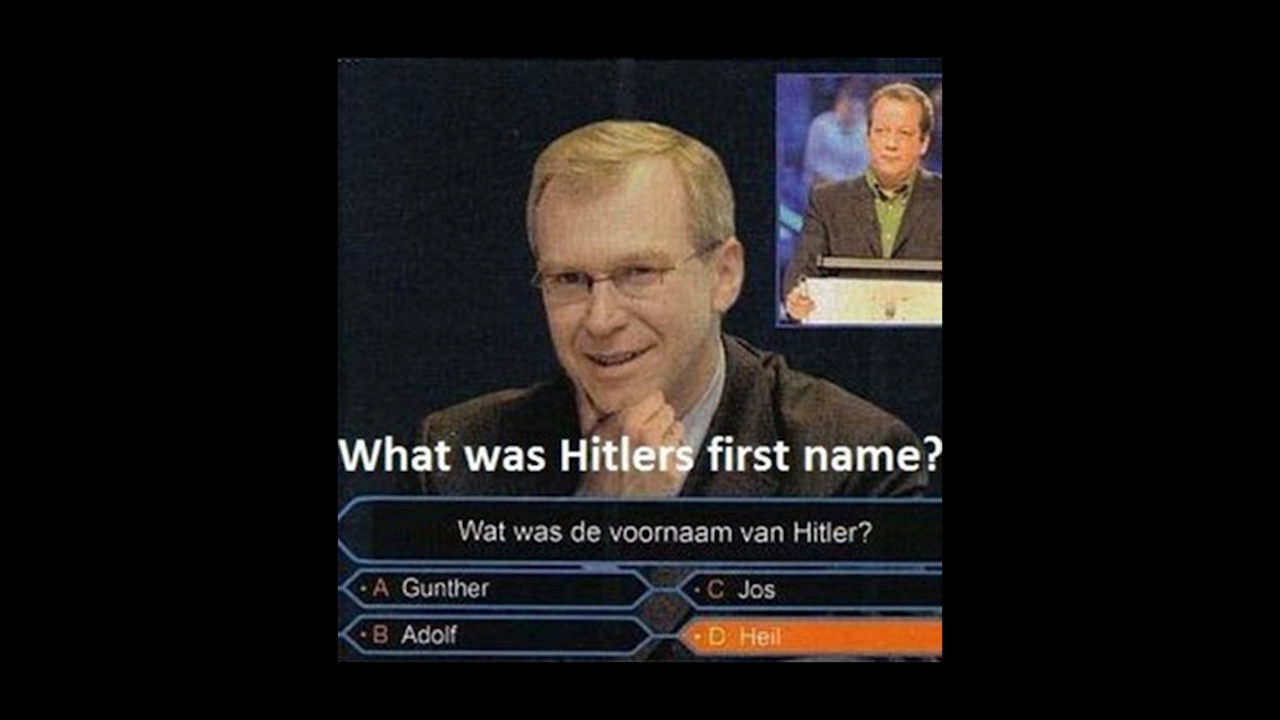 What was Hitlers first name?
Wat was de voornaam van Hitler?
A Gunther
C Jos
B Adolf
D Heil